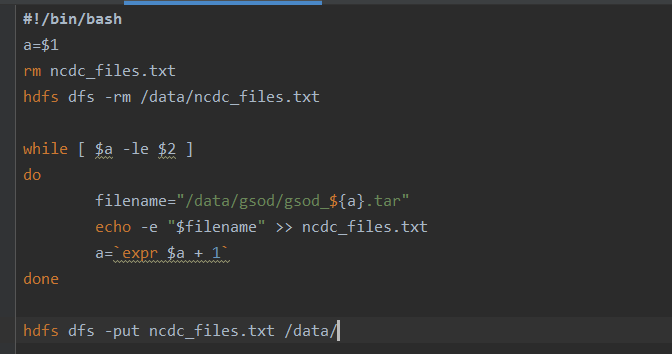 #!/bin/bash
a=$1
rm ncdc_files.txt
hdfs dfs -rm /data/ncdc_files.txt
while [ $a -le $2 ]
do
filename="/data/gsod/gsod_${a}.tar"
echo -e "$filename" >> ncdc_files.txt
a=`expr $a + 1`
done
hdfs dfs -put ncdc_files.txt /data/